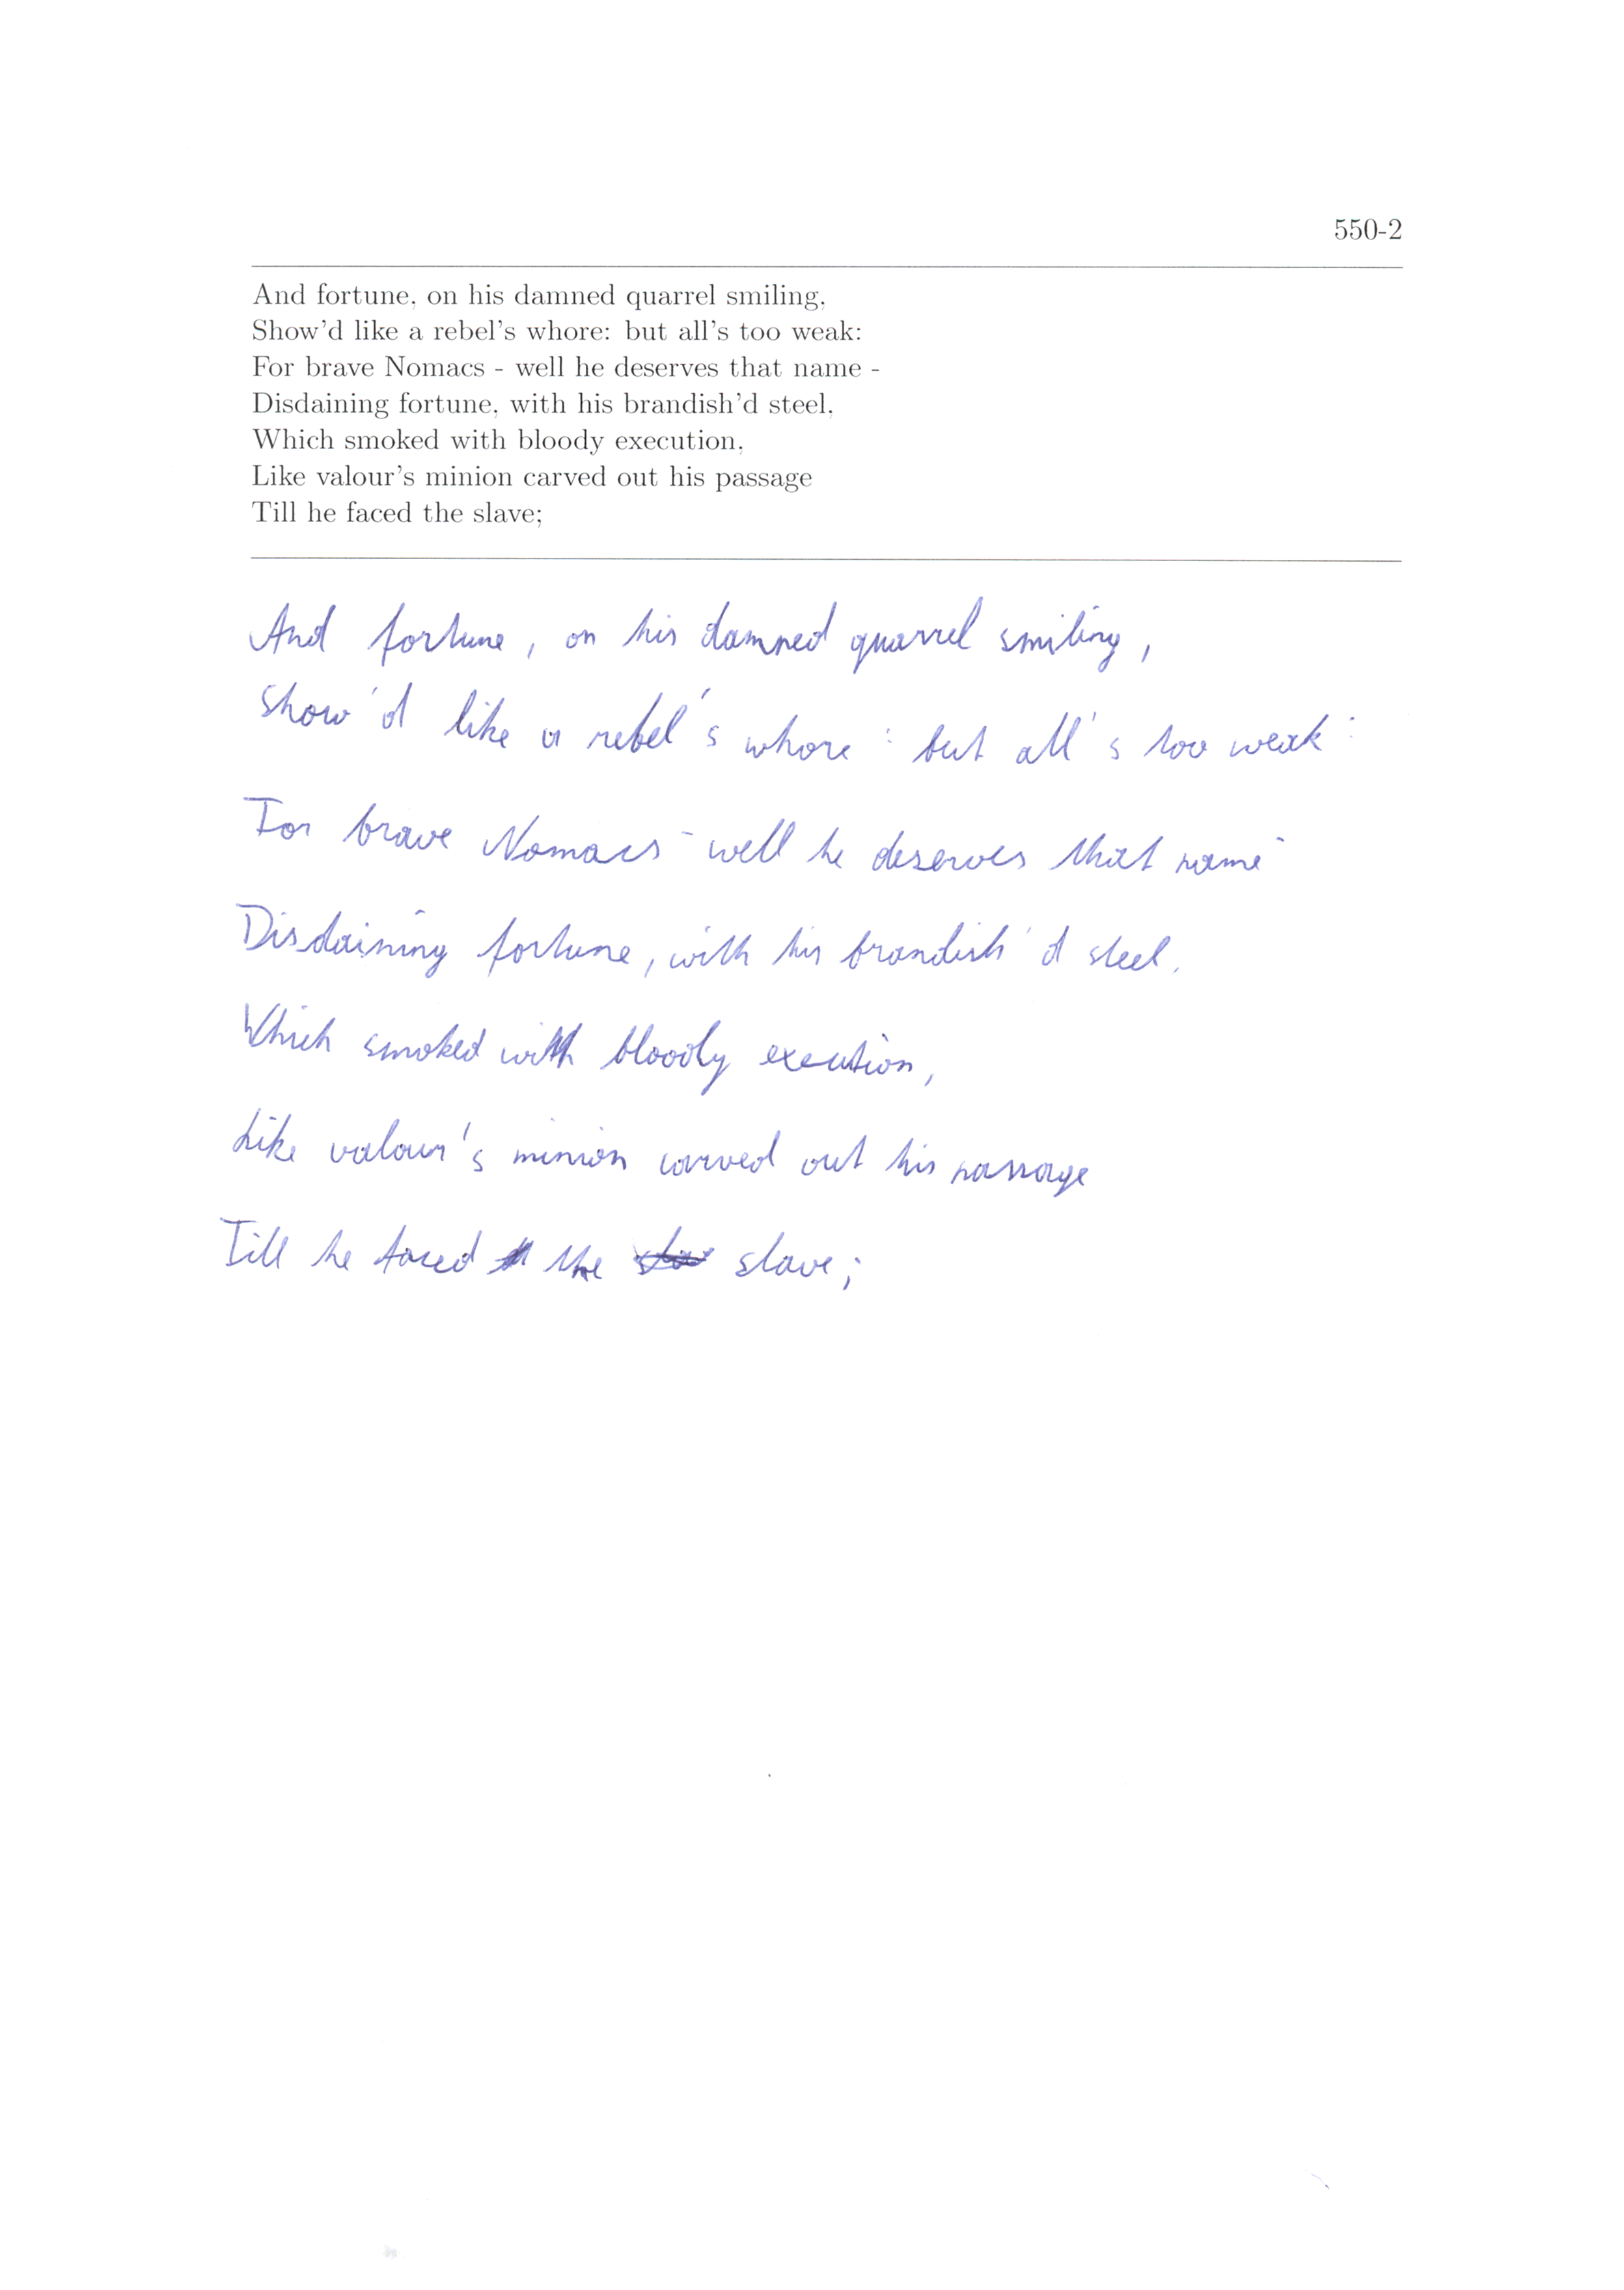 550-2
And fortune, on his damned quarrel smiling,
Show'd like a rebel's whore: but all's too weak:
For brave Nomacs - well he deserves that name -
Disdaining fortune, with his brandish'd steel,
Which smoked with bloody execution,
Like valour's minion carved out his passage
Till he faced the slave;
And fortune, on his damned quarrel smiling,
Show'd like a rebel's whore: but all's too weak:
For brave Nomacs - well he deserves that name -
Disdaining fortune, with his brandish'd steel,
Which smoked with bloody execution,
Like valour's minion carved out his passage
Till he faced the slave;